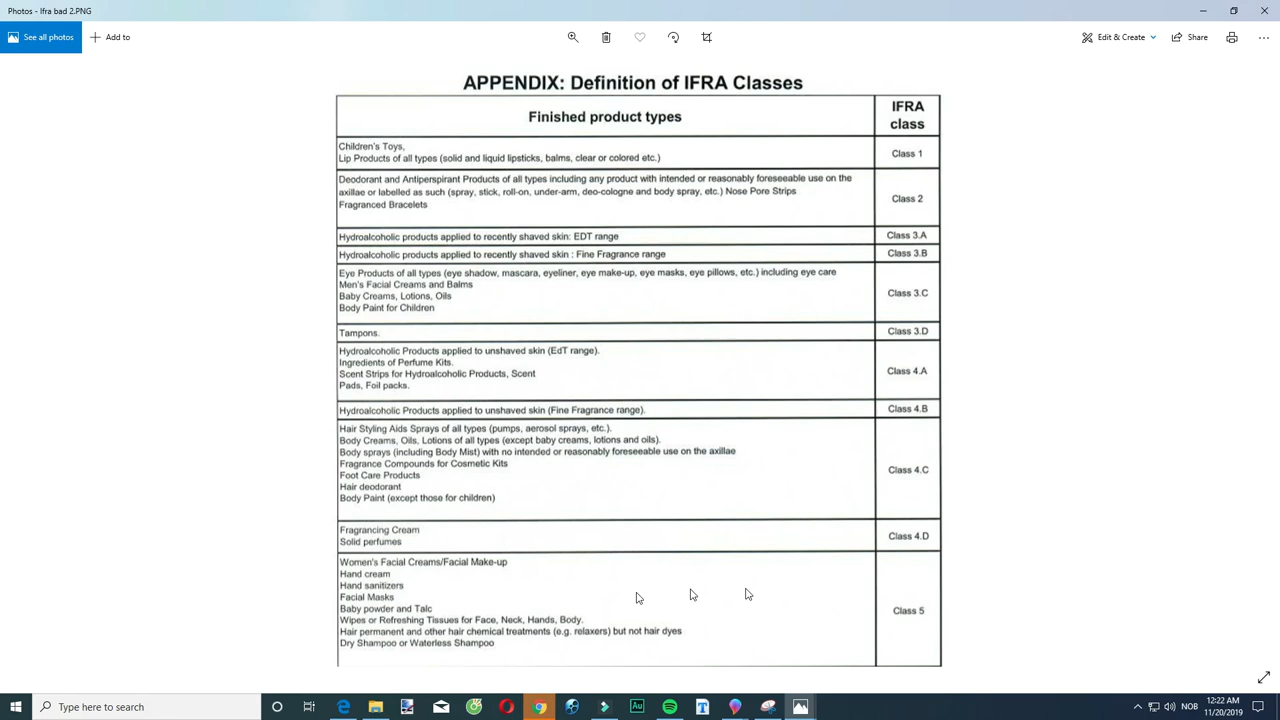 Photos - Ifra bad 2.PNG
See all photos
Add to
Edit & Create
Share
APPENDIX: Definition of IFRA Classes
Finished product types
IFRA class
Children's Toys,
Lip Products of all types (solid and liquid lipsticks, balms, clear or colored etc.)
Class 1
Deodorant and Antiperspirant Products of all types including any product with intended or reasonably foreseeable use on the
axillae or labelled as such (spray, stick, roll-on, under-arm, deo-cologne and body spray, etc.) Nose Pore Strips
Fragranced Bracelets
Class 2
Hydroalcoholic products applied to recently shaved skin: EDT range
Class 3.A
Hydroalcoholic products applied to recently shaved skin : Fine Fragrance range
Class 3.B
Eye Products of all types (eye shadow, mascara, eyeliner, eye make-up, eye masks, eye pillows, etc.) including eye care
Men's Facial Creams and Balms
Baby Creams, Lotions, Oils
Body Paint for Children
Class 3.C
Tampons.
Class 3.D
Hydroalcoholic Products applied to unshaved skin (EdT range).
Ingredients of Perfume Kits.
Scent Strips for Hydroalcoholic Products, Scent
Pads, Foil packs.
Class 4.A
Hydroalcoholic Products applied to unshaved skin (Fine Fragrance range).
Class 4.B
Hair Styling Aids Sprays of all types (pumps, aerosol sprays, etc.).
Body Creams, Oils, Lotions of all types (except baby creams, lotions and oils).
Body sprays (including Body Mist) with no intended or reasonably foreseeable use on the axillae
Fragrance Compounds for Cosmetic Kits
Foot Care Products
Hair deodorant
Body Paint (except those for children)
Class 4.C
Fragrancing Cream
Solid perfumes
Class 4.D
Women's Facial Creams/Facial Make-up
Hand cream
Hand sanitizers
Facial Masks
Baby powder and Talc
Wipes or Refreshing Tissues for Face, Neck, Hands, Body.
Hair permanent and other hair chemical treatments (e.g. relaxers) but not hair dyes
Dry Shampoo or Waterless Shampoo
Class 5
Type here to search
Au
T
NOB
12:22 AM
11/20/2019